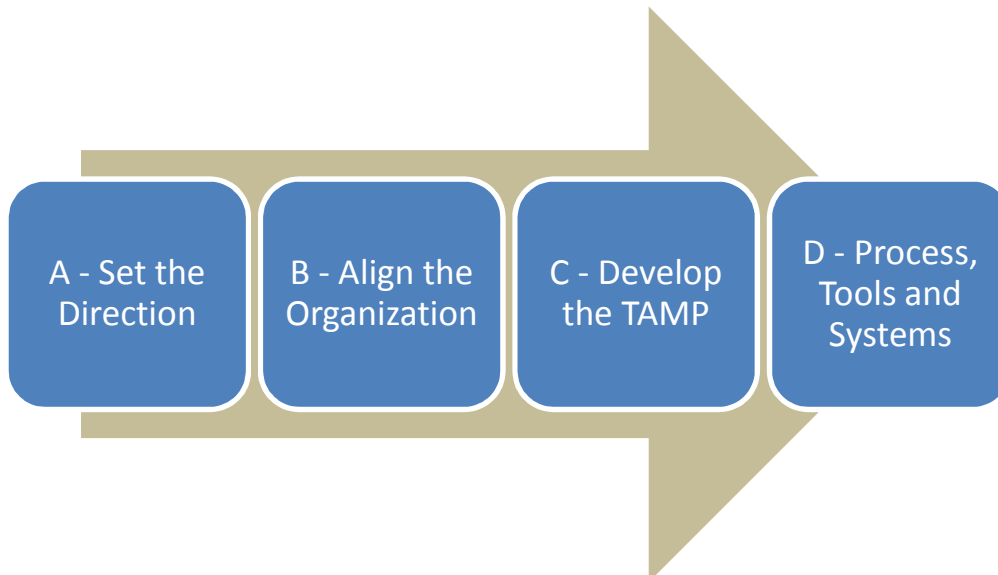 A - Set the
Direction
B - Align the
Organization
C - Develop
the TAMP
D - Process,
Tools and
Systems